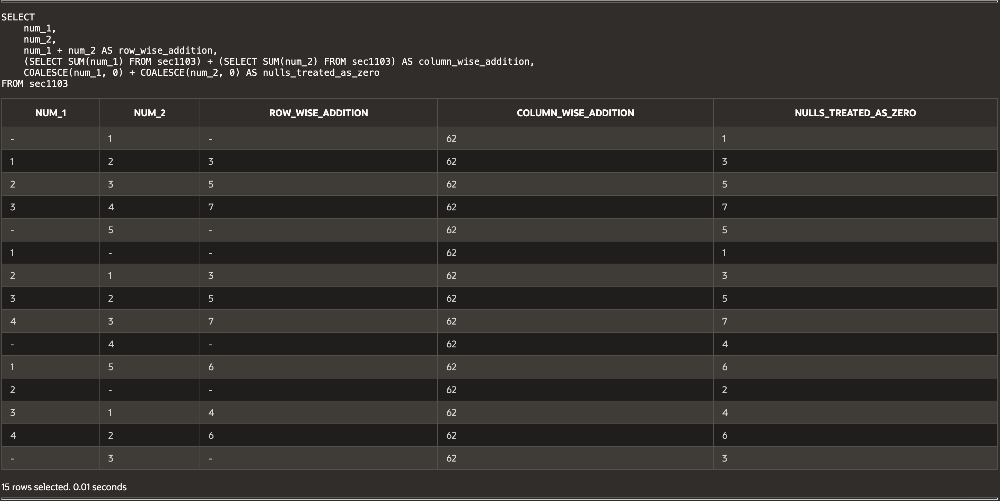 SELECT
    num_1,
    num_2,
    num_1 + num_2 AS row_wise_addition,
    (SELECT SUM(num_1) FROM sec1103) + (SELECT SUM(num_2) FROM sec1103) AS column_wise_addition,
    COALESCE(num_1, 0) + COALESCE(num_2, 0) AS nulls_treated_as_zero
FROM sec1103
NUM_1 NUM_2 ROW_WISE_ADDITION COLUMN_WISE_ADDITION NULLS_TREATED_AS_ZERO
- 1 - 62 1
1 2 3 62 3
2 3 5 62 5
3 4 7 62 7
- 5 - 62 5
1 - - 62 1
2 1 3 62 3
3 2 5 62 5
4 3 7 62 7
- 4 - 62 4
1 5 6 62 6
2 - - 62 2
3 1 4 62 4
4 2 6 62 6
- 3 - 62 3
15 rows selected. 0.01 seconds